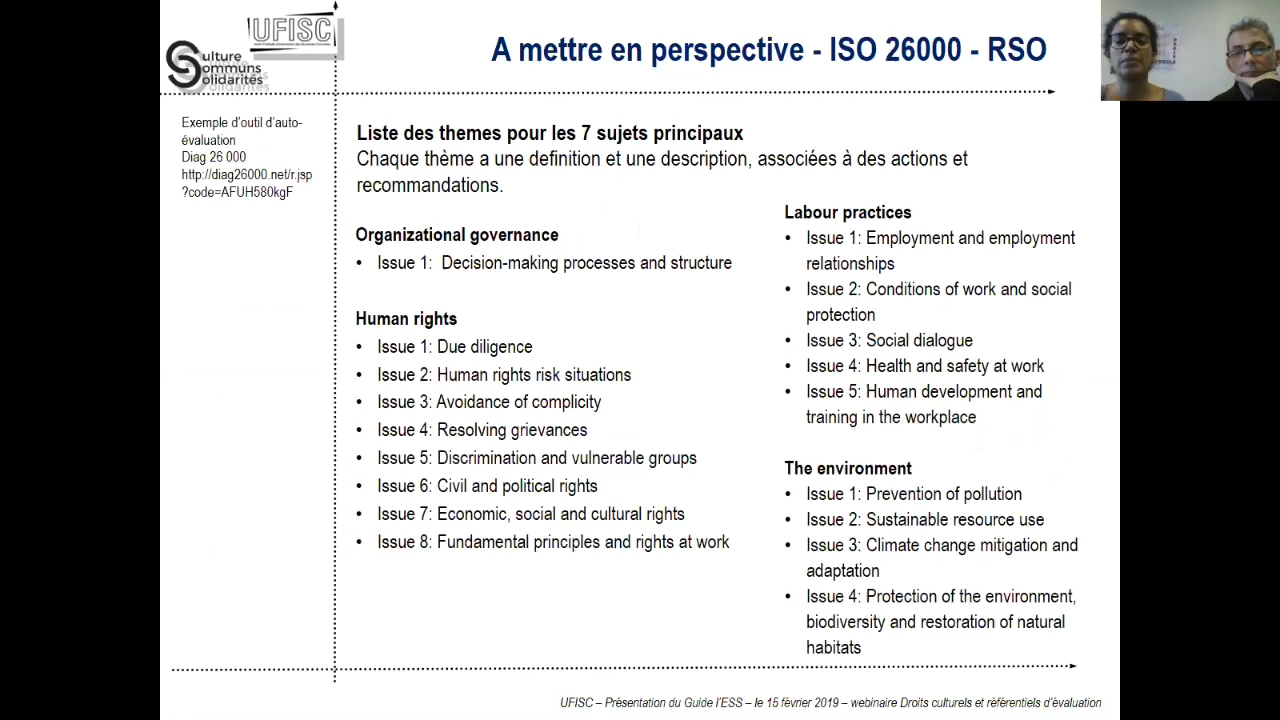 UFISC
Culture
Communs
Solidarités
A mettre en perspective - ISO 26000 - RSO
Exemple d'outil d'auto-
évaluation
Diag 26 000
http://diag26000.net/r.jsp
?code=AFUH580kgF
Liste des themes pour les 7 sujets principaux
Chaque thème a une definition et une description, associées à des actions et
recommandations.
Organizational governance
• Issue 1: Decision-making processes and structure
Human rights
• Issue 1: Due diligence
• Issue 2: Human rights risk situations
• Issue 3: Avoidance of complicity
• Issue 4: Resolving grievances
• Issue 5: Discrimination and vulnerable groups
• Issue 6: Civil and political rights
• Issue 7: Economic, social and cultural rights
• Issue 8: Fundamental principles and rights at work
Labour practices
• Issue 1: Employment and employment
relationships
• Issue 2: Conditions of work and social
protection
• Issue 3: Social dialogue
• Issue 4: Health and safety at work
• Issue 5: Human development and
training in the workplace
The environment
• Issue 1: Prevention of pollution
• Issue 2: Sustainable resource use
• Issue 3: Climate change mitigation and
adaptation
• Issue 4: Protection of the environment,
biodiversity and restoration of natural
habitats
UFISC – Présentation du Guide l'ESS – le 15 février 2019 – webinaire Droits culturels et référentiels d'évaluation